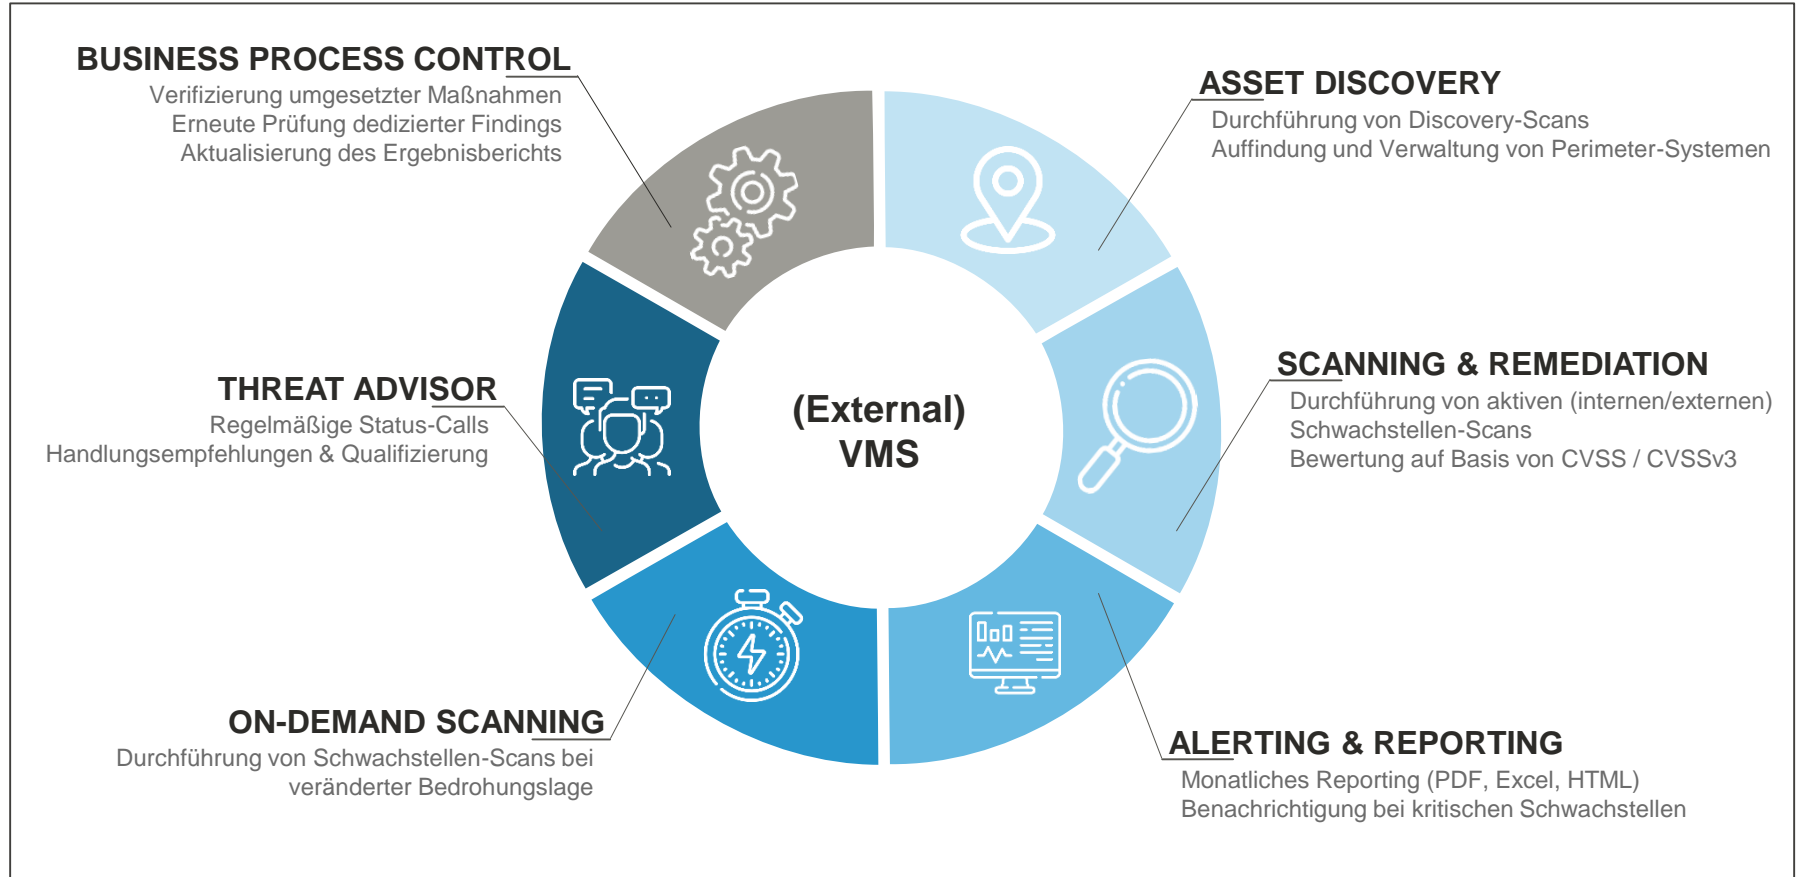 BUSINESS PROCESS CONTROL
Verifizierung umgesetzter Maßnahmen
Erneute Prüfung dedizierter Findings
Aktualisierung des Ergebnisberichts
ASSET DISCOVERY
Durchführung von Discovery-Scans
Auffindung und Verwaltung von Perimeter-Systemen
THREAT ADVISOR
Regelmäßige Status-Calls
Handlungsempfehlungen & Qualifizierung
(External)
VMS
SCANNING & REMEDIATION
Durchführung von aktiven (internen/externen)
Schwachstellen-Scans
Bewertung auf Basis von CVSS / CVSSv3
ON-DEMAND SCANNING
Durchführung von Schwachstellen-Scans bei
veränderter Bedrohungslage
ALERTING & REPORTING
Monatliches Reporting (PDF, Excel, HTML)
Benachrichtigung bei kritischen Schwachstellen